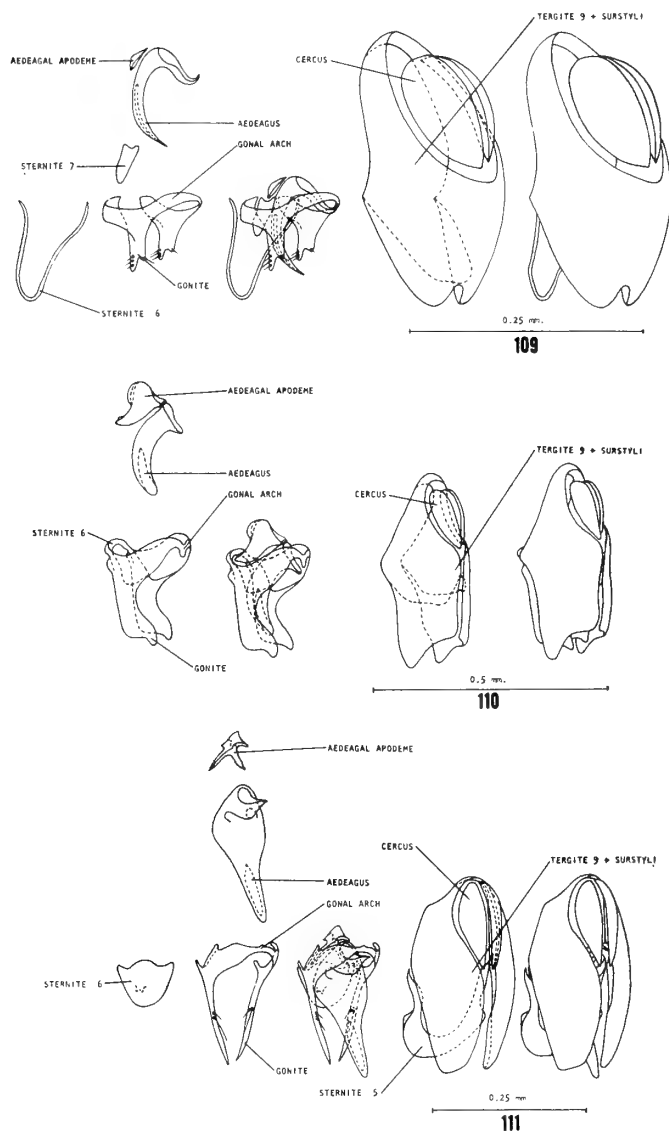 TERGITE 9 + SURSTYLI
AEDEAGAL APODEME
CERCUS
AEDEAGUS
GONAL ARCH
STERNITE 7
GONITE
STERNITE 6
0.25 mm.
109
AEDEAGAL APODEME
TERGITE 9 + SURSTYLI
AEDEAGUS
CERCUS
GONAL ARCH
STERNITE 6
GONITE
0.5 mm.
110
AEDEAGAL APODEME
CERCUS
TERGITE 9 + SURSTYLI
AEDEAGUS
GONAL ARCH
STERNITE 6
GONITE
STERNITE 5
0.25 mm
111